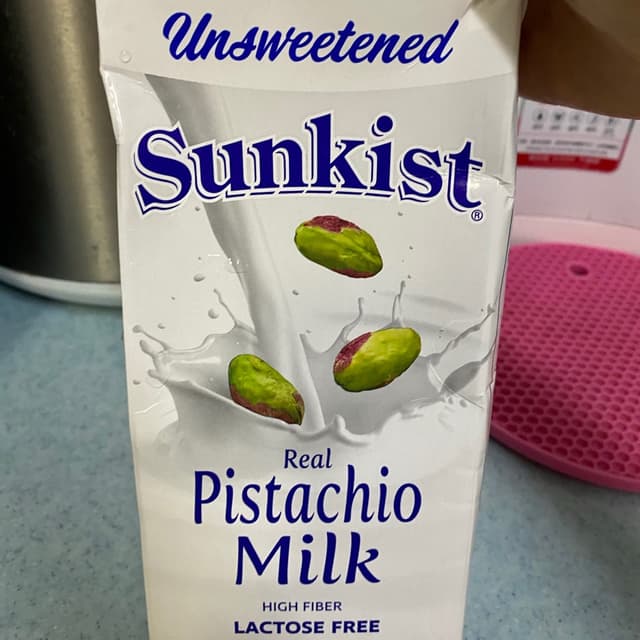 Unsweetened
Sunkist®
Real
Pistachio
Milk
HIGH FIBER
LACTOSE FREE